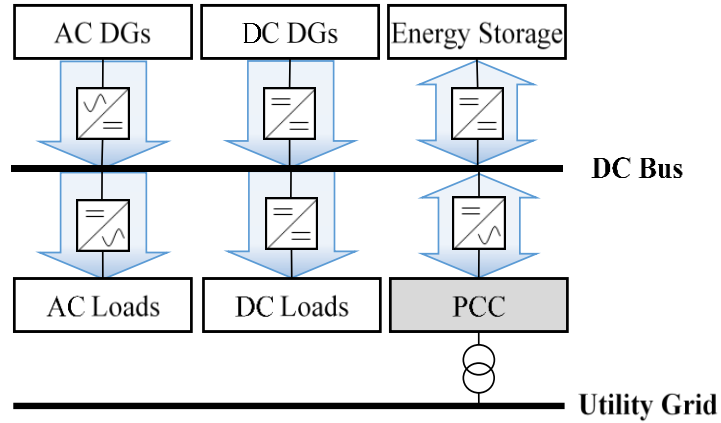 AC DGs
DC DGs
Energy Storage
DC Bus
AC Loads
DC Loads
PCC
Utility Grid